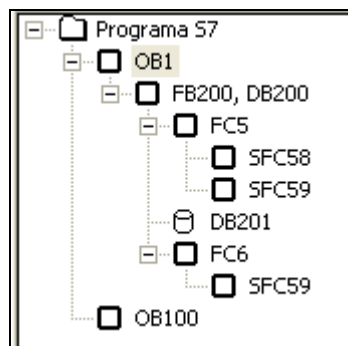 Programa S7
OB1
FB200, DB200
FC5
SFC58
SFC59
DB201
FC6
SFC59
OB100